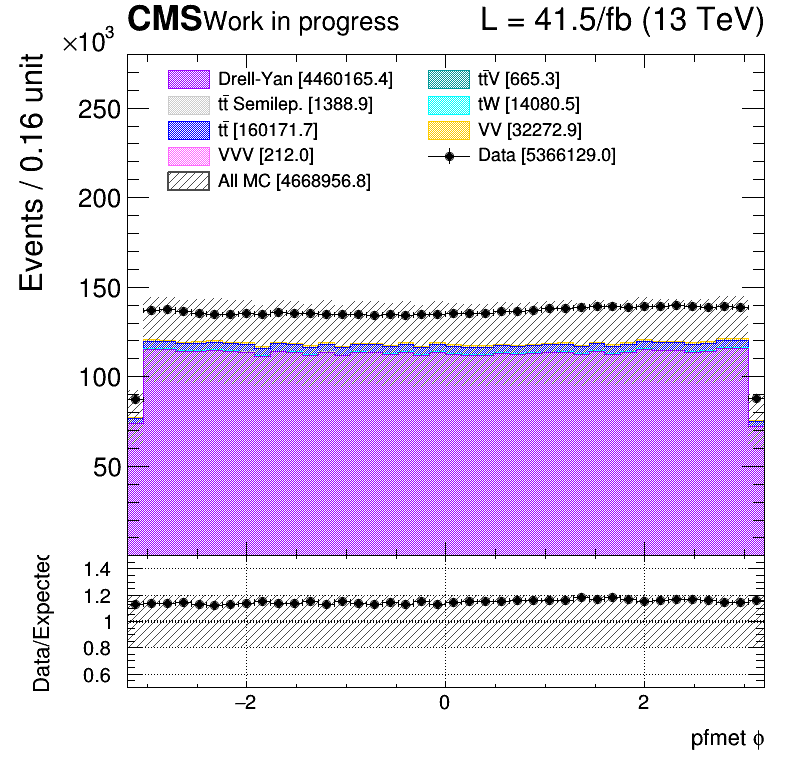 CMS Work in progress L = 41.5/fb (13 TeV)
×10³
Events / 0.16 unit
250
200
150
100
50
Drell-Yan [4460165.4]
tt̄ Semilep. [1388.9]
tt̄ [160171.7]
VVV [212.0]
All MC [4668956.8]
tt̄V [665.3]
tW [14080.5]
VV [32272.9]
Data [5366129.0]
Data/Expected
1.4
1.2
1
0.8
0.6
−2 0 2
pfmet ϕ